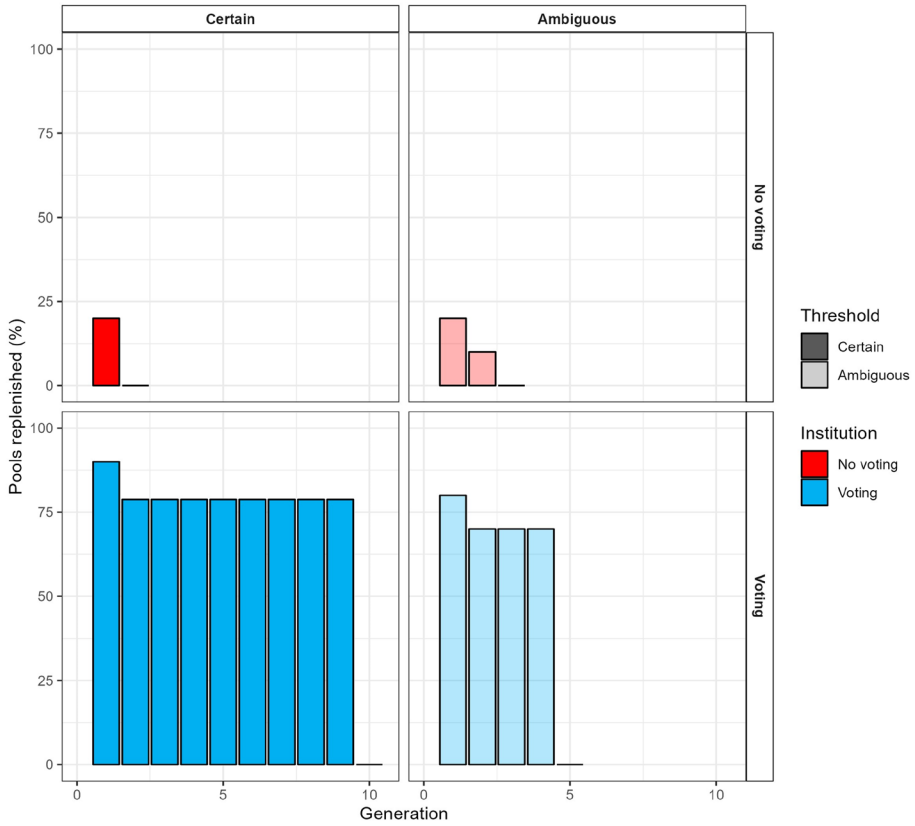 Certain
Ambiguous
100
75
50
25
0
No voting
100
75
50
25
0
Voting
Pools replenished (%)
0
5
10
0
5
10
Generation
Threshold
Certain
Ambiguous
Institution
No voting
Voting